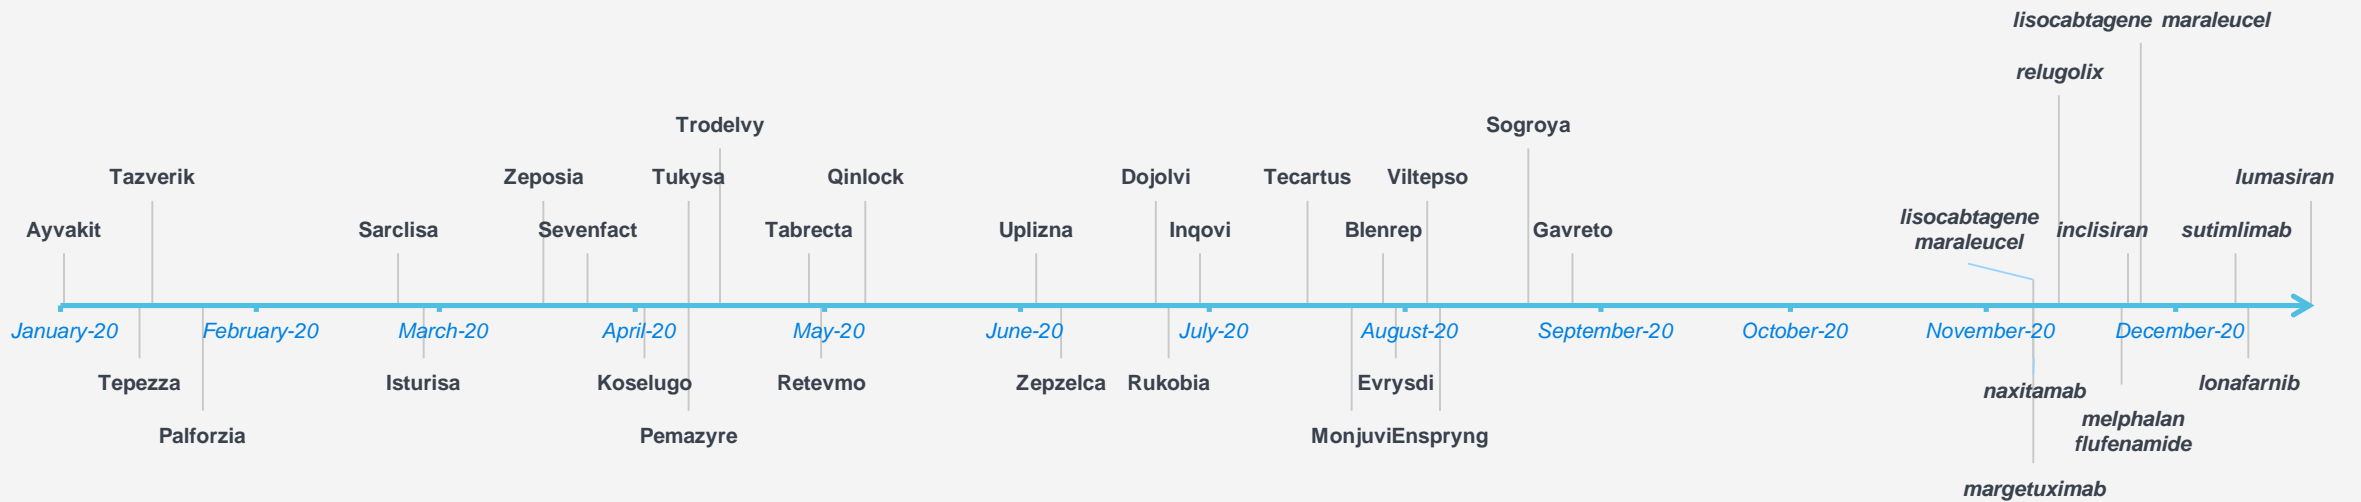 lisocabtagene maraleucel
relugolix
Trodelvy
Sogroya
Tazverik
Zeposia
Tukysa
Qinlock
Dojolvi
Tecartus
Viltepso
lumasiran
Ayvakit
Sarclisa
Sevenfact
Tabrecta
Uplizna
Inqovi
Blenrep
Gavreto
lisocabtagene
maraleucel
inclisiran
sutimlimab
January-20
February-20
March-20
April-20
May-20
June-20
July-20
August-20
September-20
October-20
November-20
December-20
Tepezza
Isturisa
Koselugo
Retevmo
Zepzelca
Rukobia
Evrysdi
naxitamab
lonafarnib
Palforzia
Pemazyre
MonjuviEnspryng
melphalan
flufenamide
margetuximab